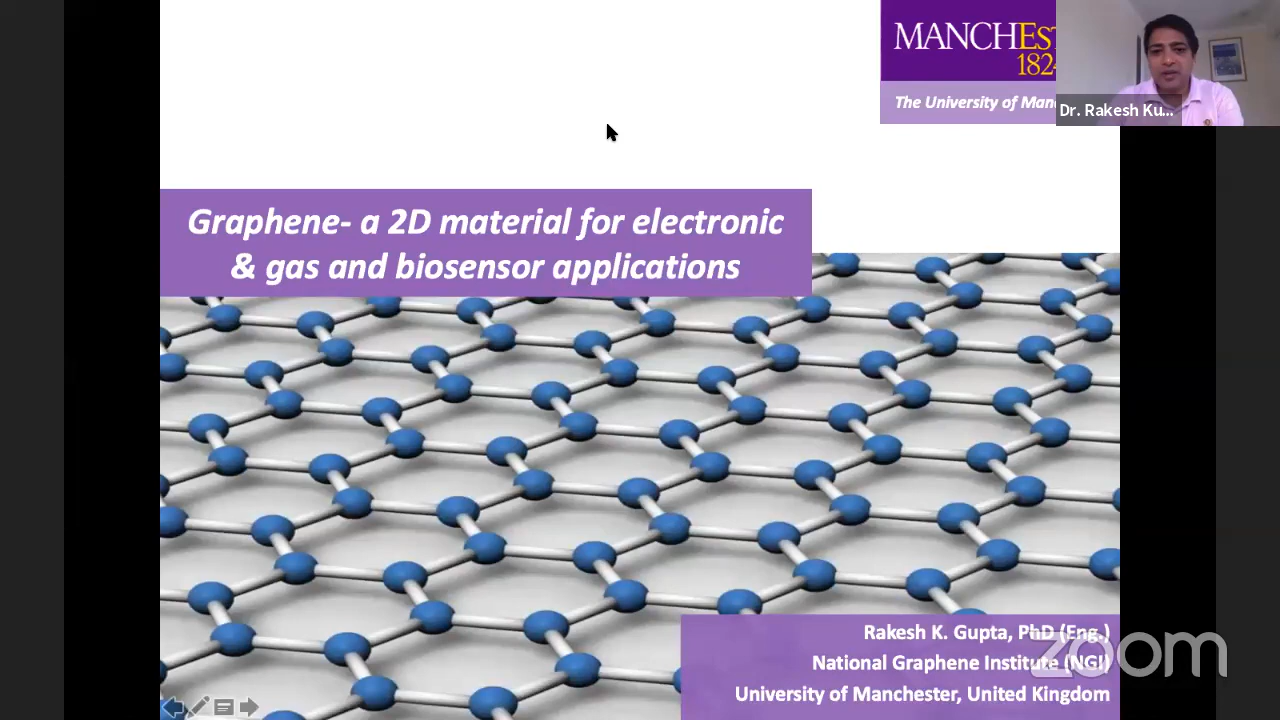 MANCHES
182
The University of Man
Dr. Rakesh Ku...
Graphene- a 2D material for electronic
& gas and biosensor applications
Rakesh K. Gupta, PhD (Eng.)
National Graphene Institute (NGI)
University of Manchester, United Kingdom
zoom